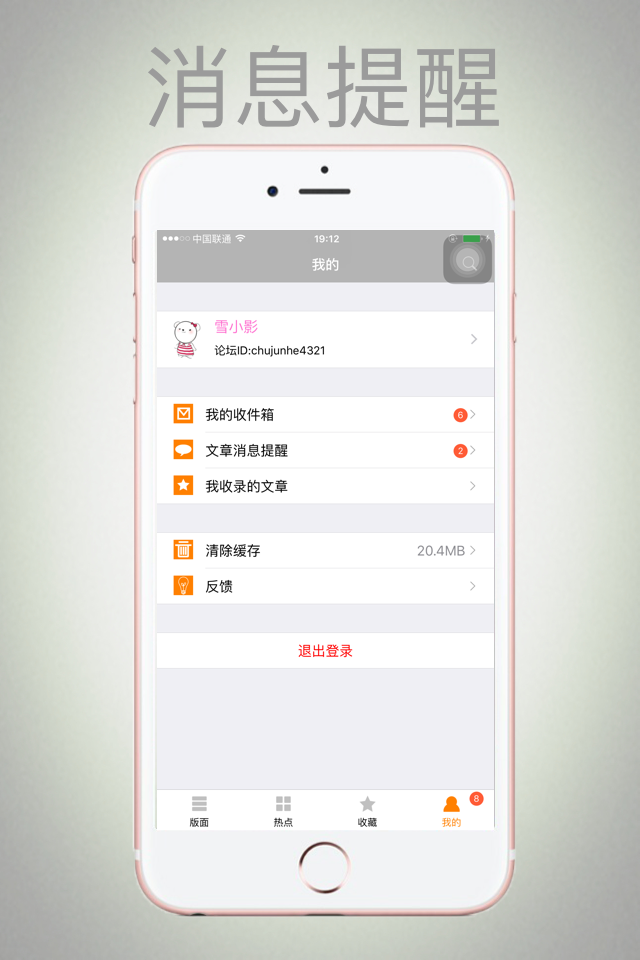 消息提醒
中国联通 19:12
我的
雪小影
论坛ID:chujunhe4321
我的收件箱 6
文章消息提醒 2
我收录的文章
清除缓存 20.4MB
反馈
退出登录
8
版面 热点 收藏 我的